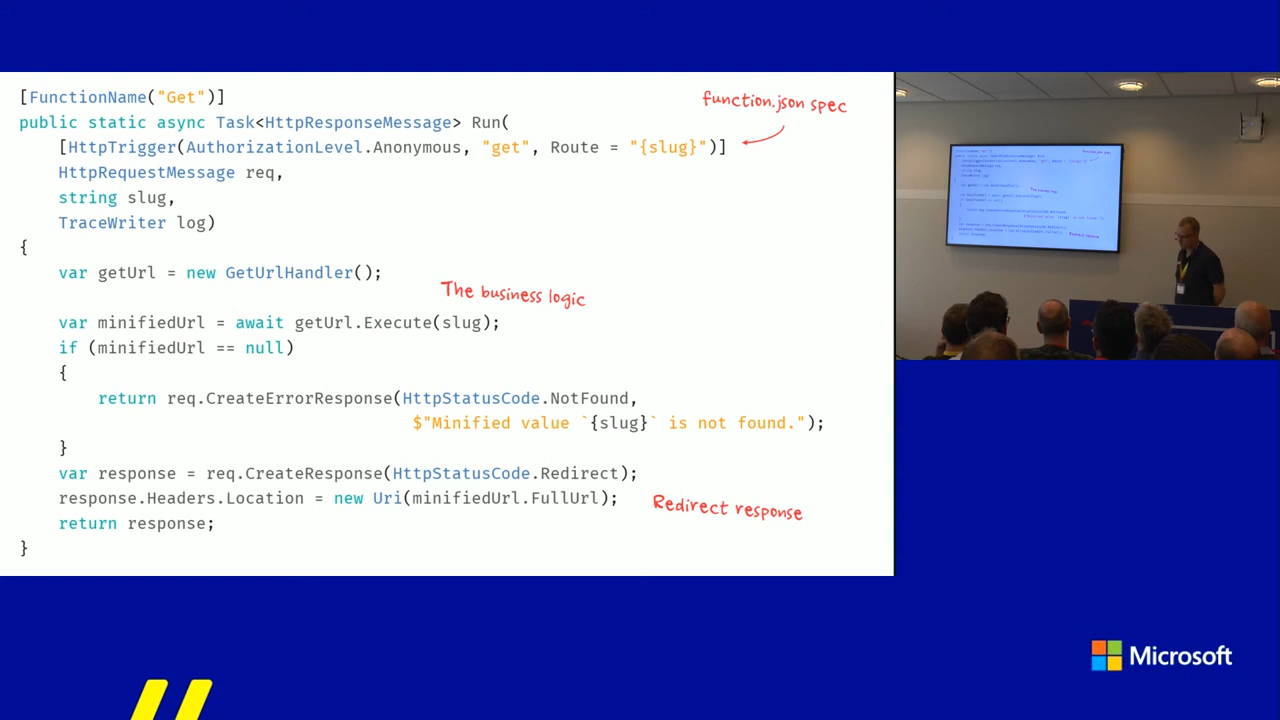 [FunctionName("Get")]
function.json spec
public static async Task<HttpResponseMessage> Run(
[HttpTrigger(AuthorizationLevel.Anonymous, "get", Route = "{slug}")]
HttpRequestMessage req,
string slug,
TraceWriter log)
{
var getUrl = new GetUrlHandler();
The business logic
var minifiedUrl = await getUrl.Execute(slug);
if (minifiedUrl == null)
{
return req.CreateErrorResponse(HttpStatusCode.NotFound,
$"Minified value `{slug}` is not found.");
}
var response = req.CreateResponse(HttpStatusCode.Redirect);
response.Headers.Location = new Uri(minifiedUrl.FullUrl);
Redirect response
return response;
}
Microsoft